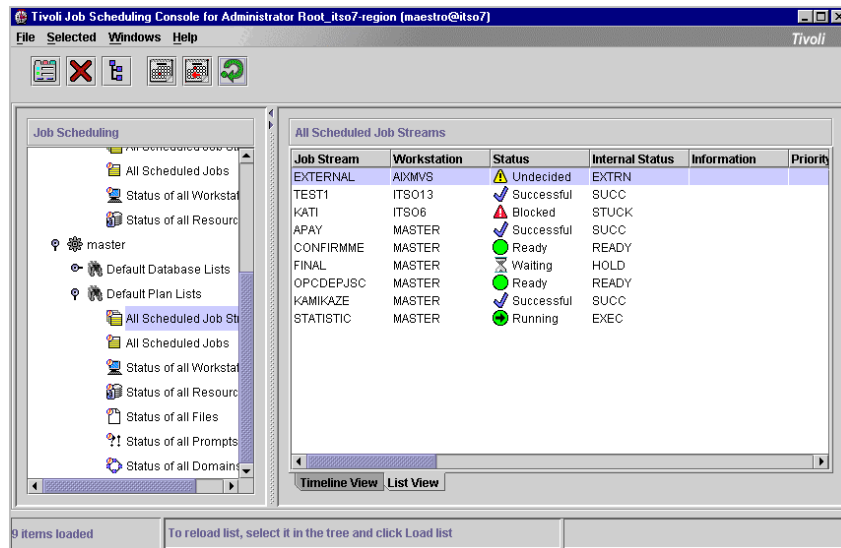 Tivoli Job Scheduling Console for Administrator Root_itso7-region (maestro@itso7)
File Selected Windows Help
Tivoli
Job Scheduling
All Scheduled Job Str
All Scheduled Jobs
Status of all Workstat
Status of all Resourc
master
Default Database Lists
Default Plan Lists
All Scheduled Job Str
All Scheduled Jobs
Status of all Workstat
Status of all Resourc
Status of all Files
Status of all Prompts
Status of all Domains
All Scheduled Job Streams
Job Stream Workstation Status Internal Status Information Priority
EXTERNAL AIXMVS Undecided EXTRN
TEST1 ITSO13 Successful SUCC
KATI ITSO6 Blocked STUCK
APAY MASTER Successful SUCC
CONFIRMME MASTER Ready READY
FINAL MASTER Waiting HOLD
OPCDEPJSC MASTER Ready READY
KAMIKAZE MASTER Successful SUCC
STATISTIC MASTER Running EXEC
Timeline View List View
9 items loaded
To reload list, select it in the tree and click Load list